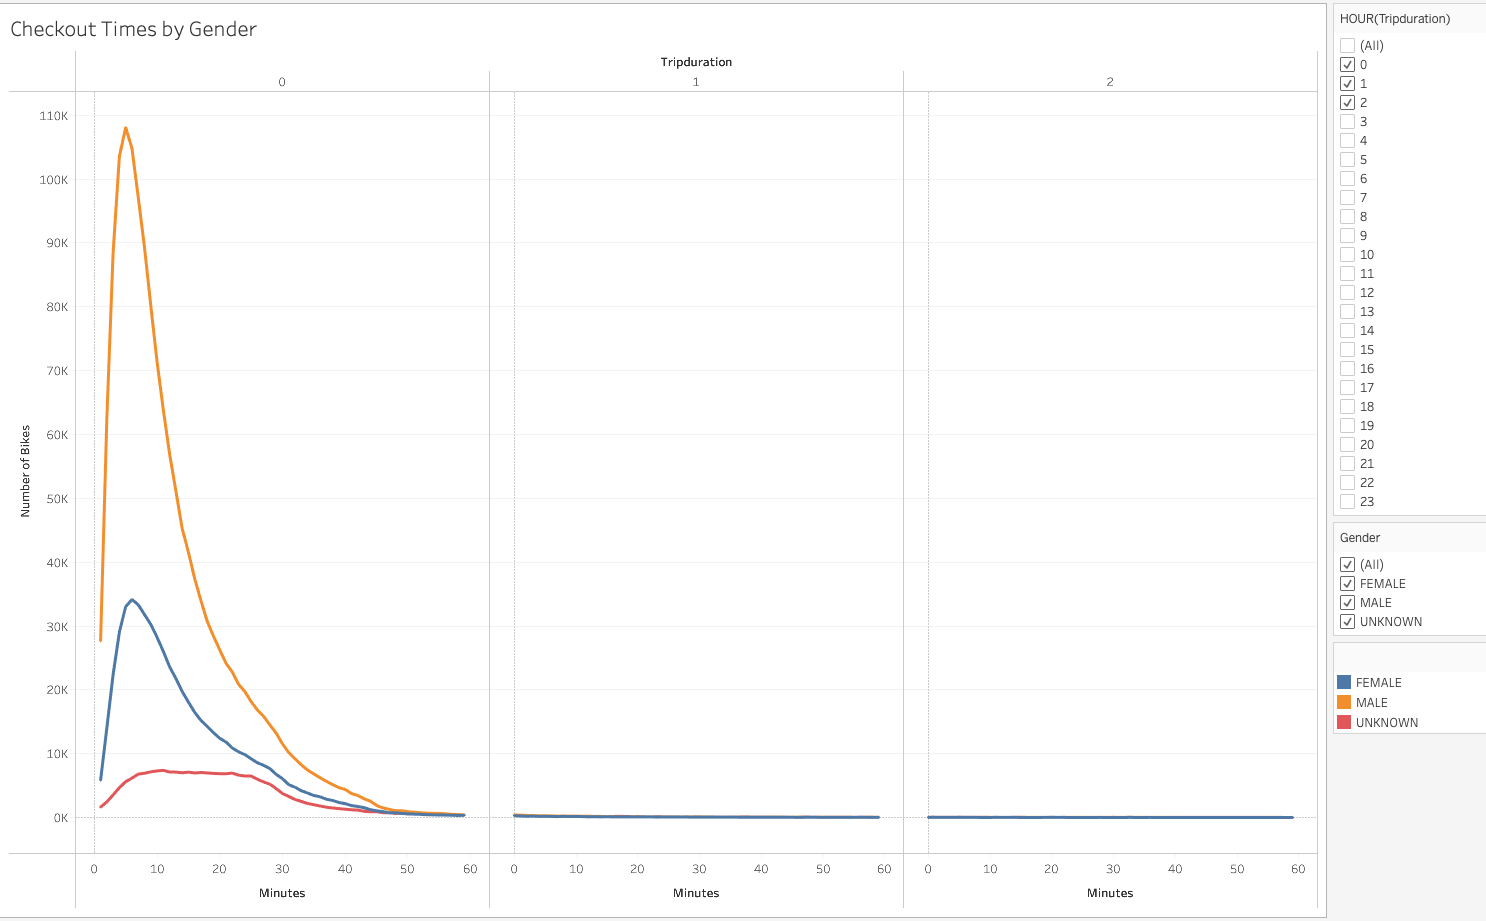 Checkout Times by Gender
Tripduration
0 1 2
110K
100K
90K
80K
70K
60K
50K
40K
30K
20K
10K
0K
Number of Bikes
0 10 20 30 40 50 60 0 10 20 30 40 50 60 0 10 20 30 40 50 60
Minutes Minutes Minutes
HOUR(Tripduration)
(All)
0
1
2
3
4
5
6
7
8
9
10
11
12
13
14
15
16
17
18
19
20
21
22
23
Gender
(All)
FEMALE
MALE
UNKNOWN
FEMALE
MALE
UNKNOWN